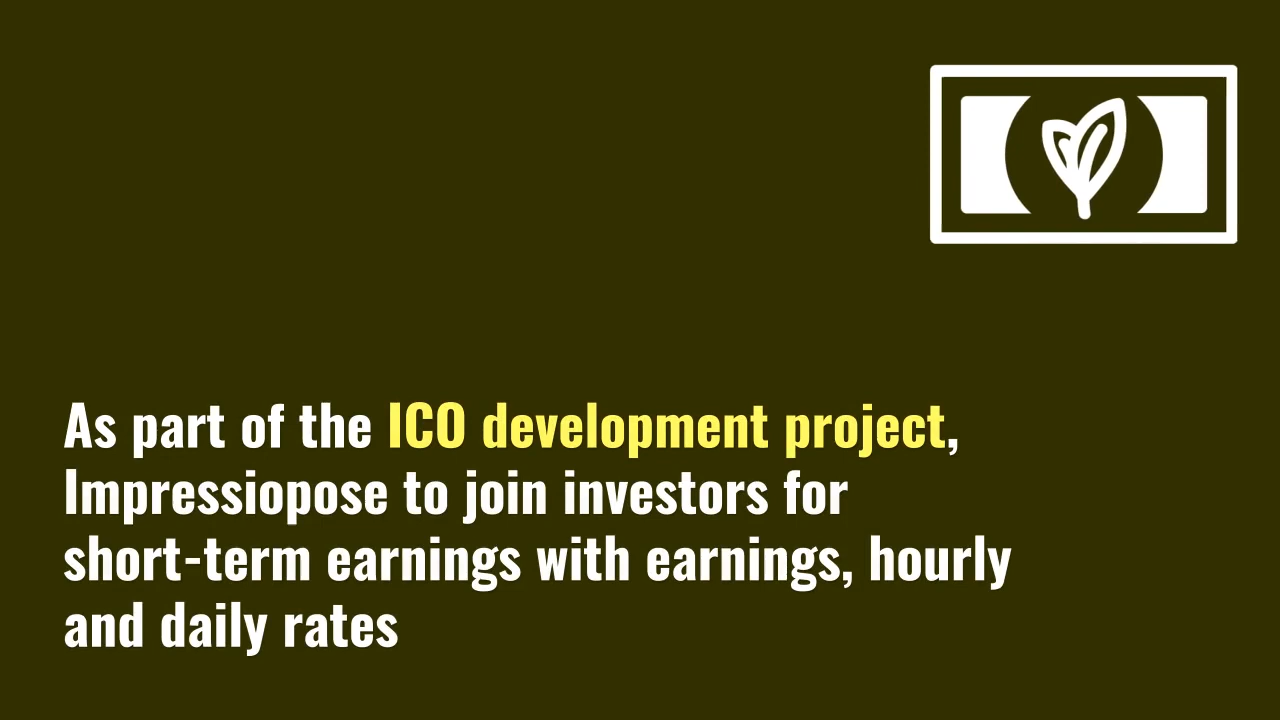 As part of the ICO development project,
Impressiopose to join investors for
short-term earnings with earnings, hourly
and daily rates